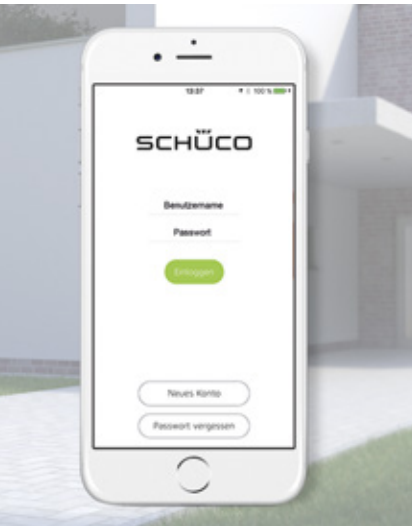 13:37 100 %
SCHÜCO
Benutzername
Passwort
Einloggen
Neues Konto
Passwort vergessen